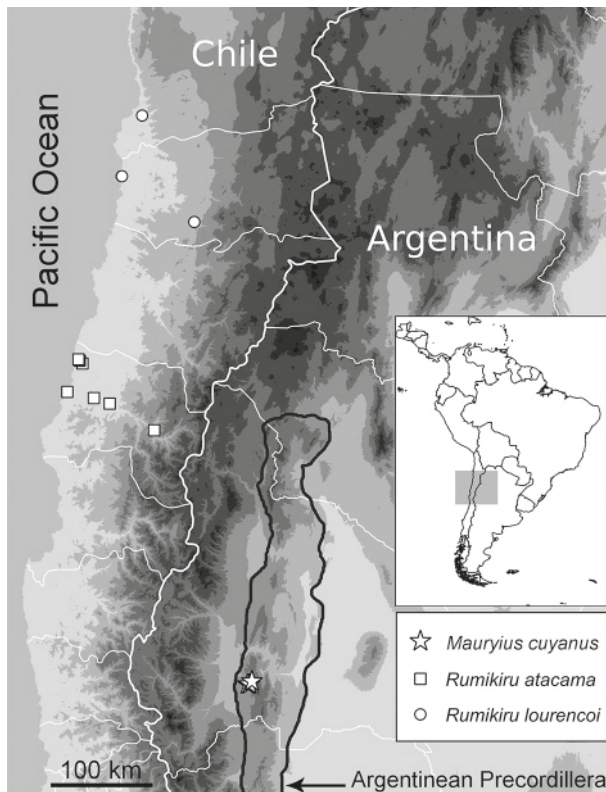 Chile
Pacific Ocean
Argentina
Mauryius cuyanus
Rumikiru atacama
Rumikiru lourencoi
100 km
Argentinean Precordillera